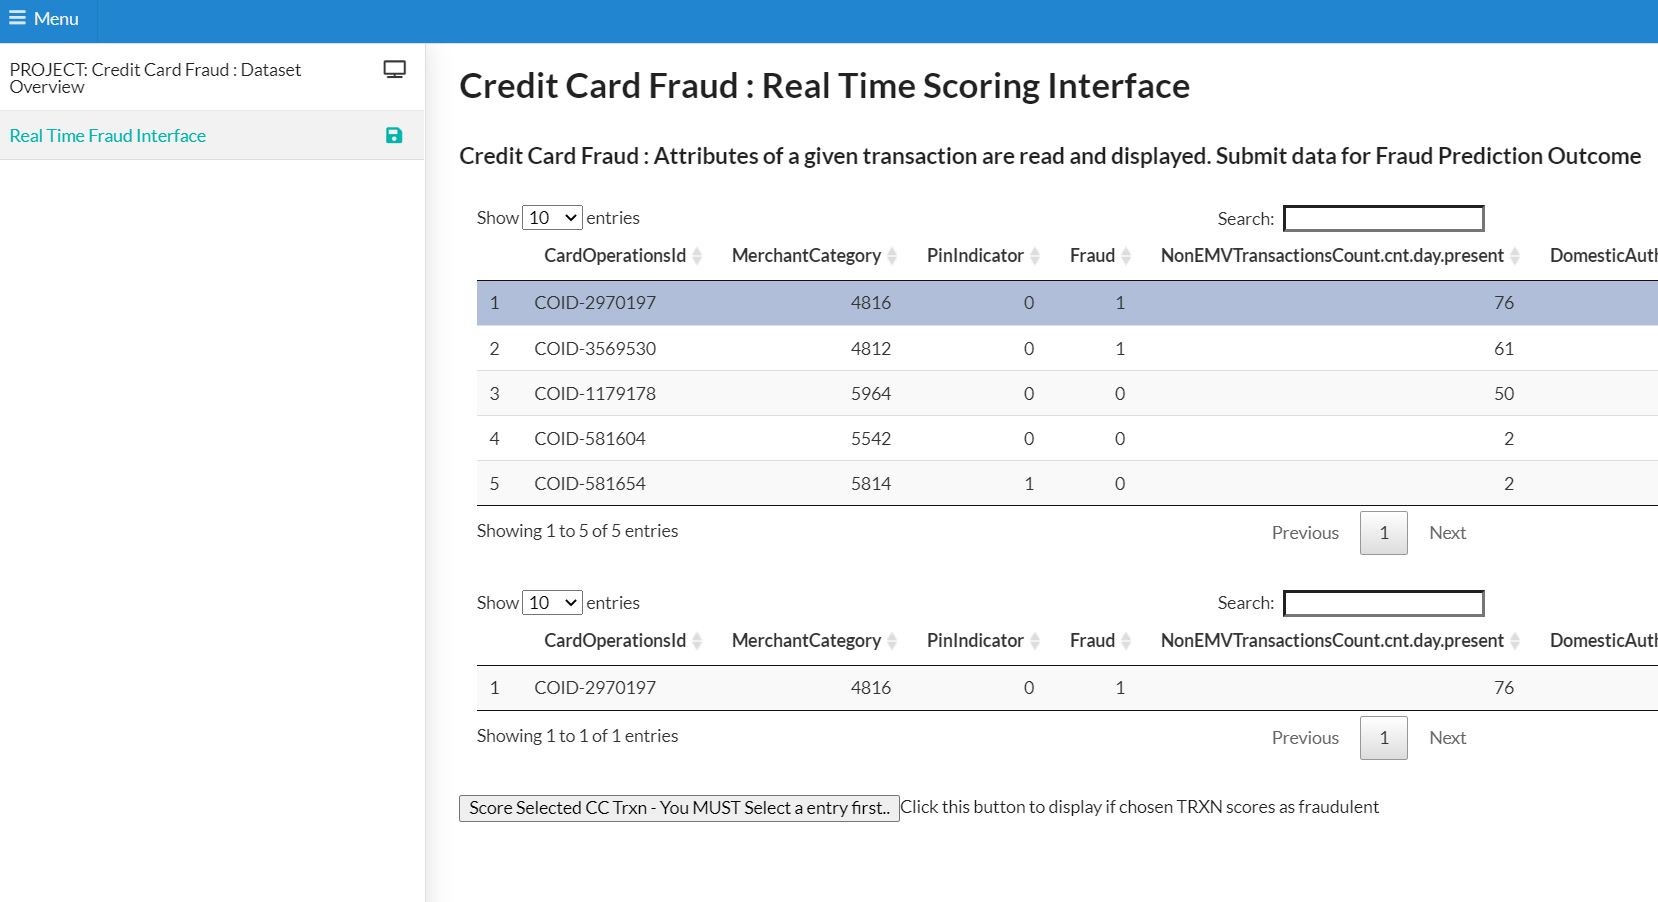 Menu
PROJECT: Credit Card Fraud : Dataset
Overview
Real Time Fraud Interface
Credit Card Fraud : Real Time Scoring Interface
Credit Card Fraud : Attributes of a given transaction are read and displayed. Submit data for Fraud Prediction Outcome
Show 10 entries Search:
CardOperationsId MerchantCategory PinIndicator Fraud NonEMVTransactionsCount.cnt.day.present DomesticAuth
1 COID-2970197 4816 0 1 76
2 COID-3569530 4812 0 1 61
3 COID-1179178 5964 0 0 50
4 COID-581604 5542 0 0 2
5 COID-581654 5814 1 0 2
Showing 1 to 5 of 5 entries Previous 1 Next
Show 10 entries Search:
CardOperationsId MerchantCategory PinIndicator Fraud NonEMVTransactionsCount.cnt.day.present DomesticAuth
1 COID-2970197 4816 0 1 76
Showing 1 to 1 of 1 entries Previous 1 Next
Score Selected CC Trxn - You MUST Select a entry first.. Click this button to display if chosen TRXN scores as fraudulent